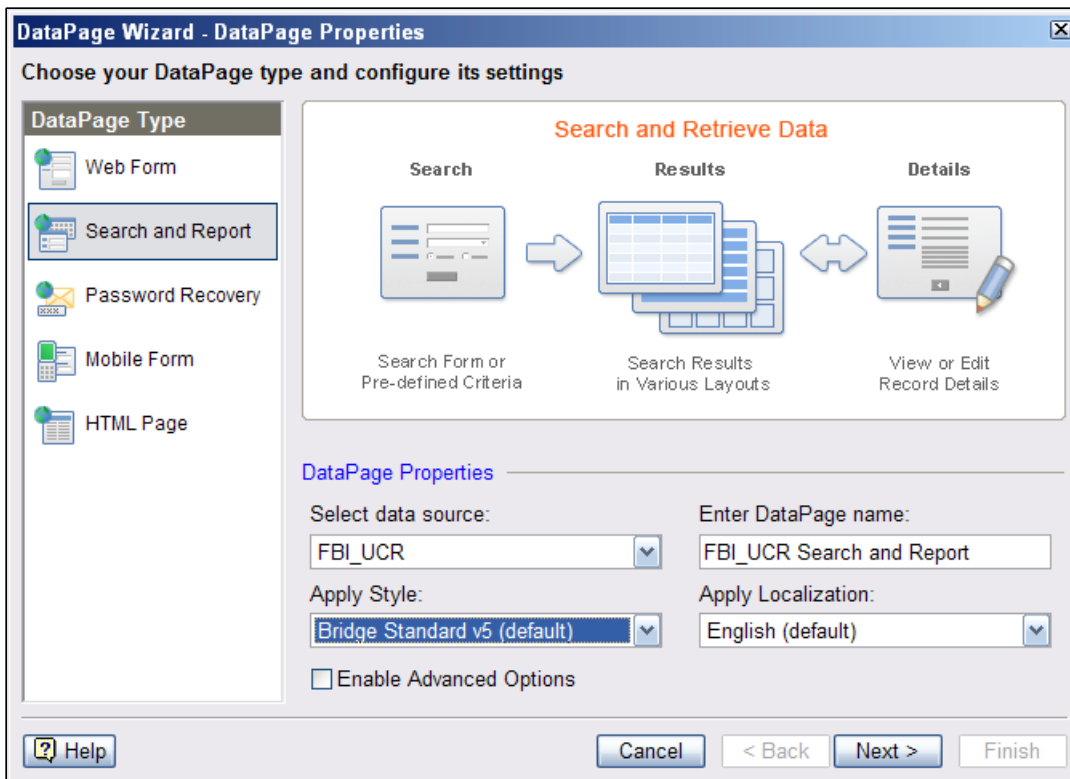 DataPage Wizard - DataPage Properties
Choose your DataPage type and configure its settings
DataPage Type
Web Form
Search and Report
Password Recovery
xxx
Mobile Form
HTML Page
Search and Retrieve Data
Search
Results
Details
Search Form or
Pre-defined Criteria
Search Results
in Various Layouts
View or Edit
Record Details
DataPage Properties
Select data source:
Enter DataPage name:
FBI_UCR
FBI_UCR Search and Report
Apply Style:
Apply Localization:
Bridge Standard v5 (default)
English (default)
Enable Advanced Options
? Help
Cancel
< Back
Next >
Finish